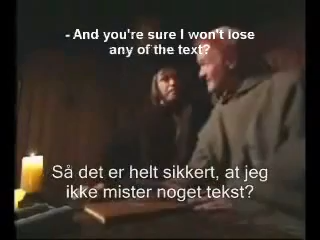 - And you're sure I won't lose
any of the text?
Så det er helt sikkert, at jeg
ikke mister noget tekst?